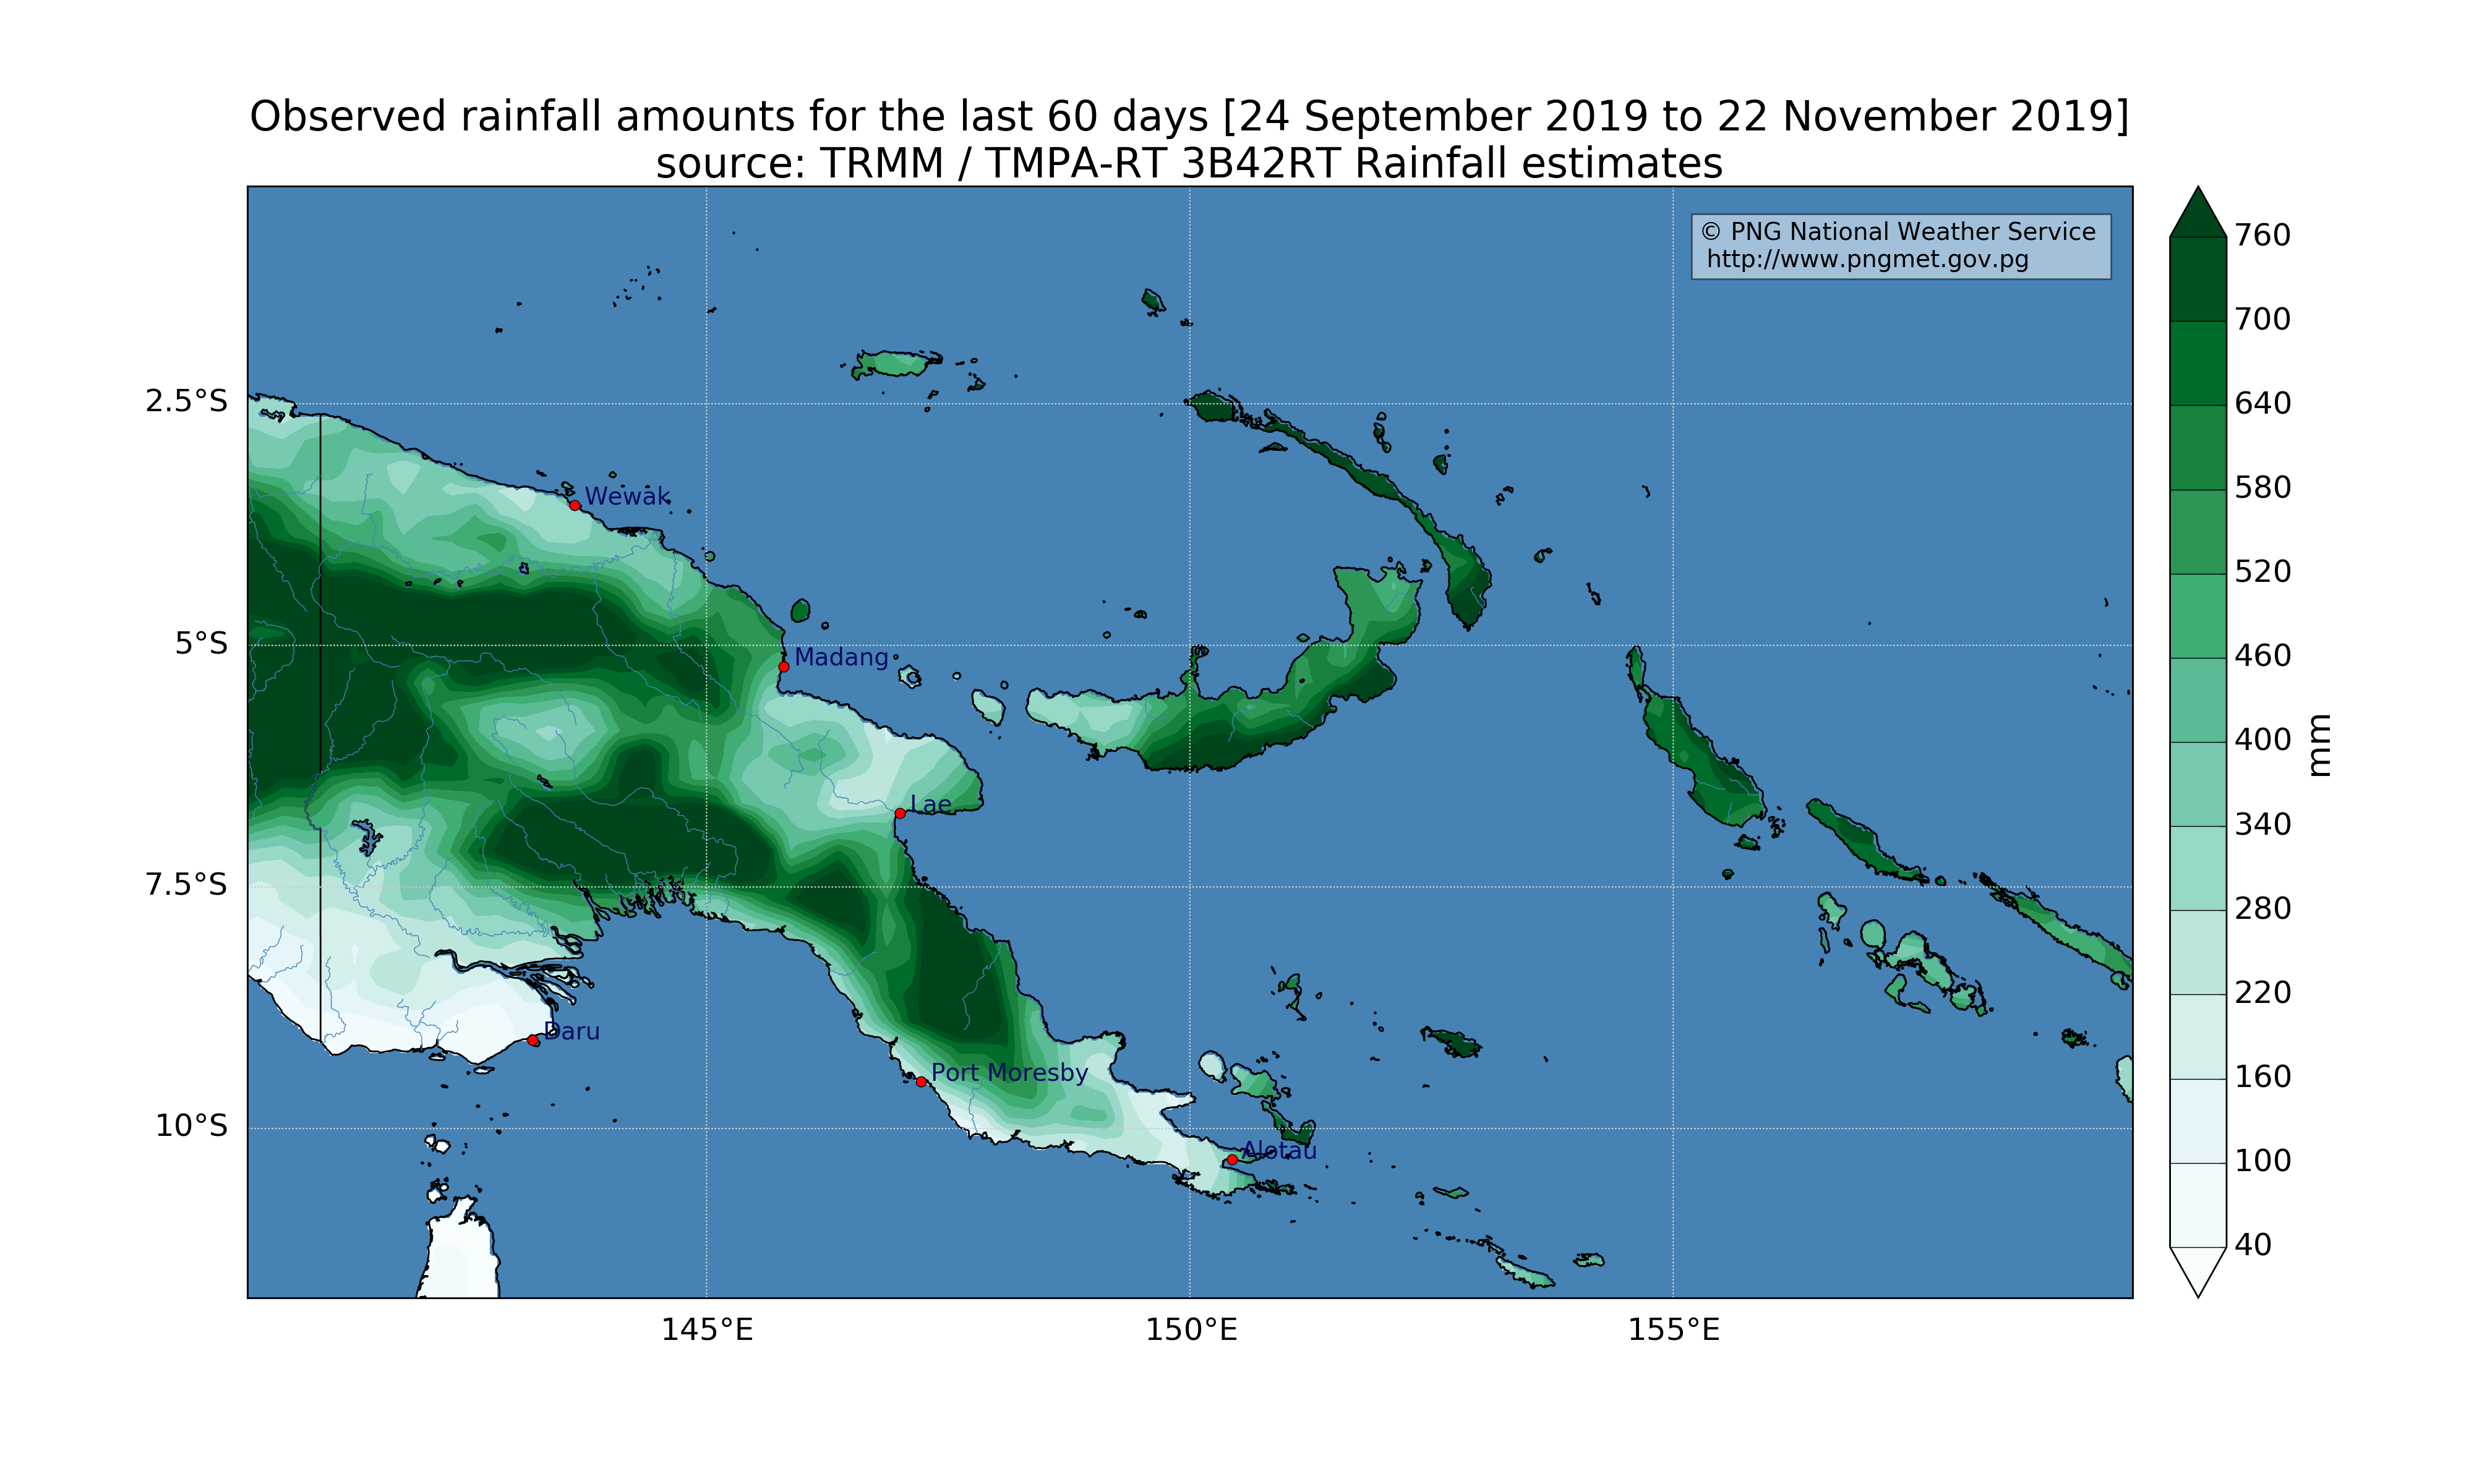 Observed rainfall amounts for the last 60 days [24 September 2019 to 22 November 2019]
source: TRMM / TMPA-RT 3B42RT Rainfall estimates
© PNG National Weather Service
http://www.pngmet.gov.pg
760
700
640
580
520
460
400
340
280
220
160
100
40
mm
2.5°S
5°S
7.5°S
10°S
Wewak
Madang
Lae
Daru
Port Moresby
Alotau
145°E
150°E
155°E